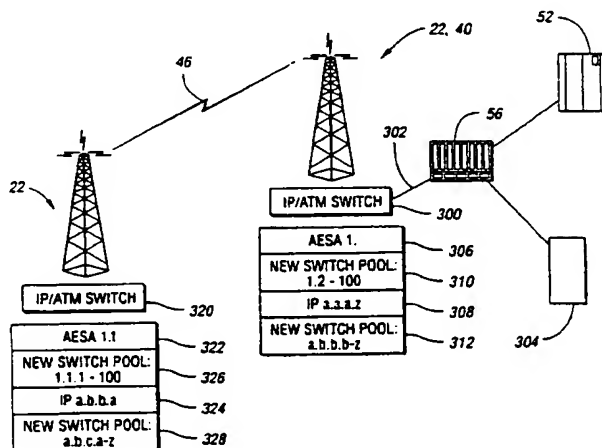 22, 40
52
46
56
302
22
IP/ATM SWITCH
300
AESA 1.
306
NEW SWITCH POOL:
1.2 - 100
310
IP a.a.a.z
308
NEW SWITCH POOL:
a.b.b.b-z
312
304
IP/ATM SWITCH
320
AESA 1.1
322
NEW SWITCH POOL:
1.1.1 - 100
326
IP a.b.b.a
324
NEW SWITCH POOL:
a.b.c.a-z
328